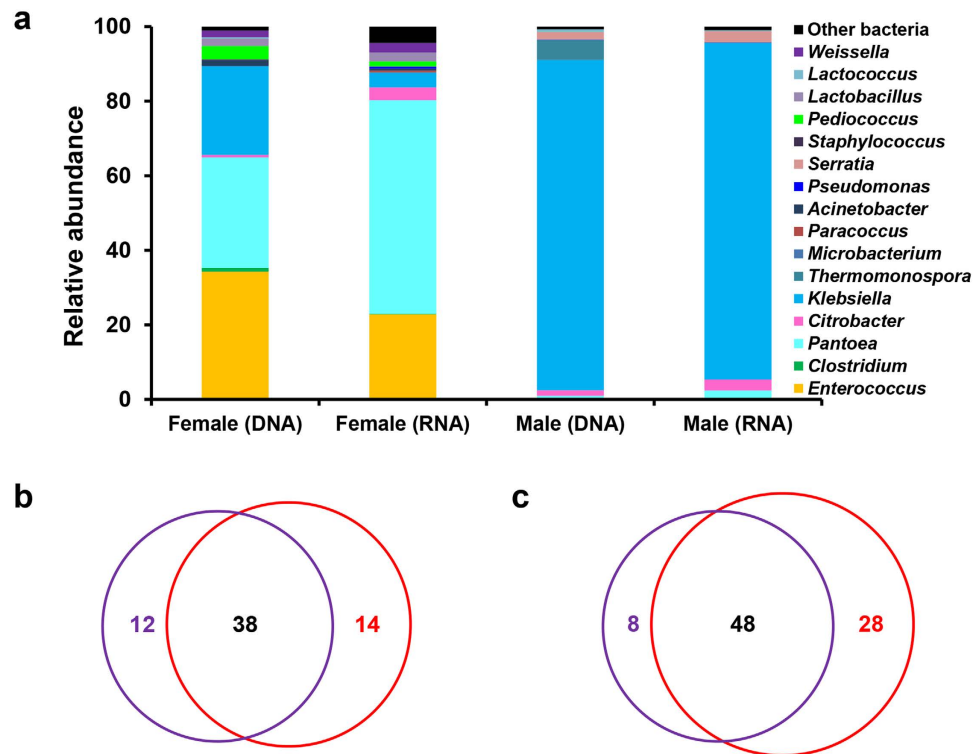 a
Relative abundance
100
80
60
40
20
0
Female (DNA)
Female (RNA)
Male (DNA)
Male (RNA)
Other bacteria
Weissella
Lactococcus
Lactobacillus
Pediococcus
Staphylococcus
Serratia
Pseudomonas
Acinetobacter
Paracoccus
Microbacterium
Thermomonospora
Klebsiella
Citrobacter
Pantoea
Clostridium
Enterococcus
b
12
38
14
c
8
48
28